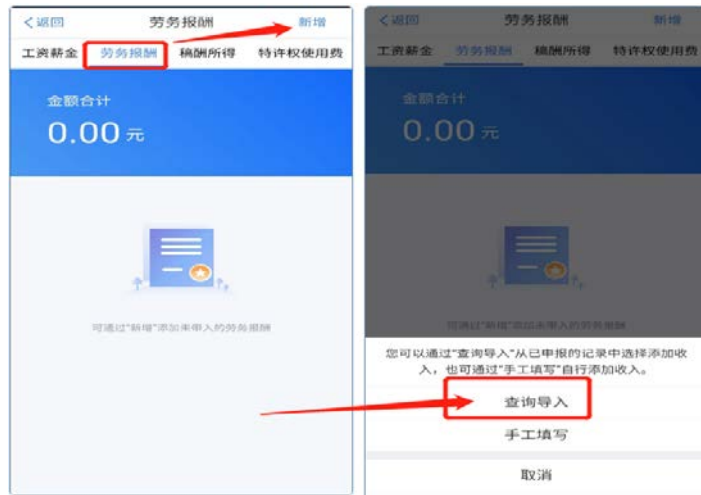 <返回 劳务报酬 新增
工资薪金 劳务报酬 稿酬所得 特许权使用费
金额合计
0.00 元
可通过"新增"添加未申入的劳务报酬
<返回 劳务报酬 新增
工资薪金 劳务报酬 稿酬所得 特许权使用费
金额合计
0.00 元
可通过"新增"添加未申入的劳务报酬
您可以通过"查询导入"从已申报的记录中选择添加收
入，也可通过"手工填写"自行添加收入。
查询导入
手工填写
取消